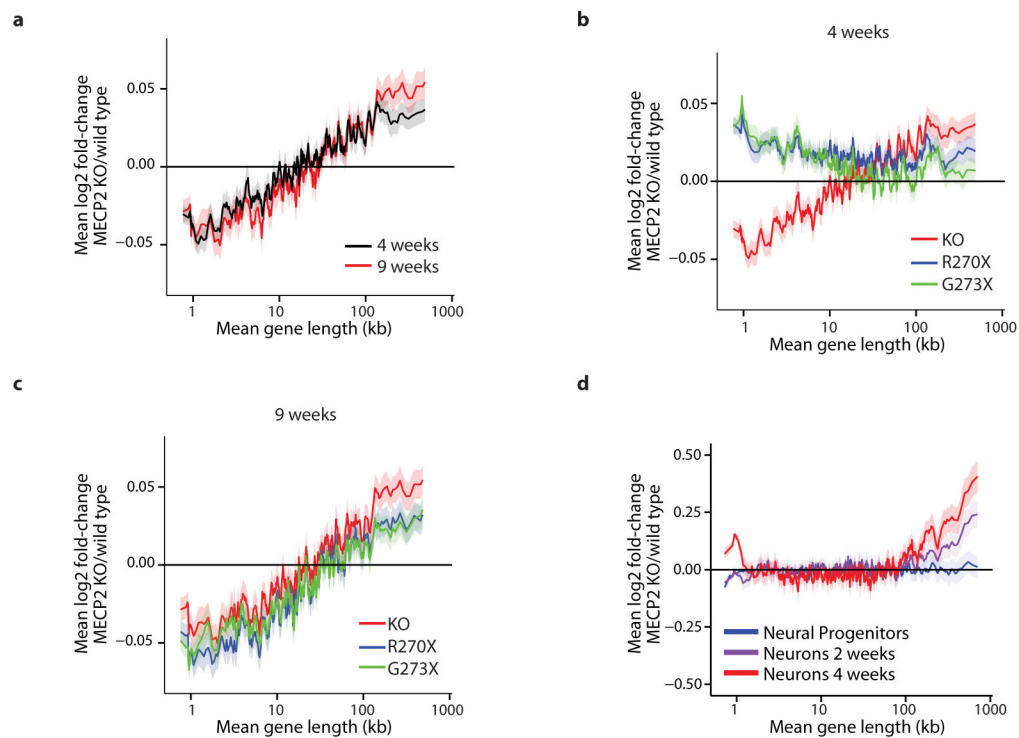 a
Mean log2 fold-change
MECP2 KO/wild type
0.05
0.00
−0.05
4 weeks
9 weeks
1
10
100
1000
Mean gene length (kb)
b
4 weeks
Mean log2 fold-change
MECP2 KO/wild type
0.05
0.00
−0.05
KO
R270X
G273X
1
10
100
1000
Mean gene length (kb)
c
9 weeks
Mean log2 fold-change
MECP2 KO/wild type
0.05
0.00
−0.05
KO
R270X
G273X
1
10
100
1000
Mean gene length (kb)
d
Mean log2 fold-change
MECP2 KO/wild type
0.50
0.25
0.00
−0.25
−0.50
Neural Progenitors
Neurons 2 weeks
Neurons 4 weeks
1
10
100
1000
Mean gene length (kb)